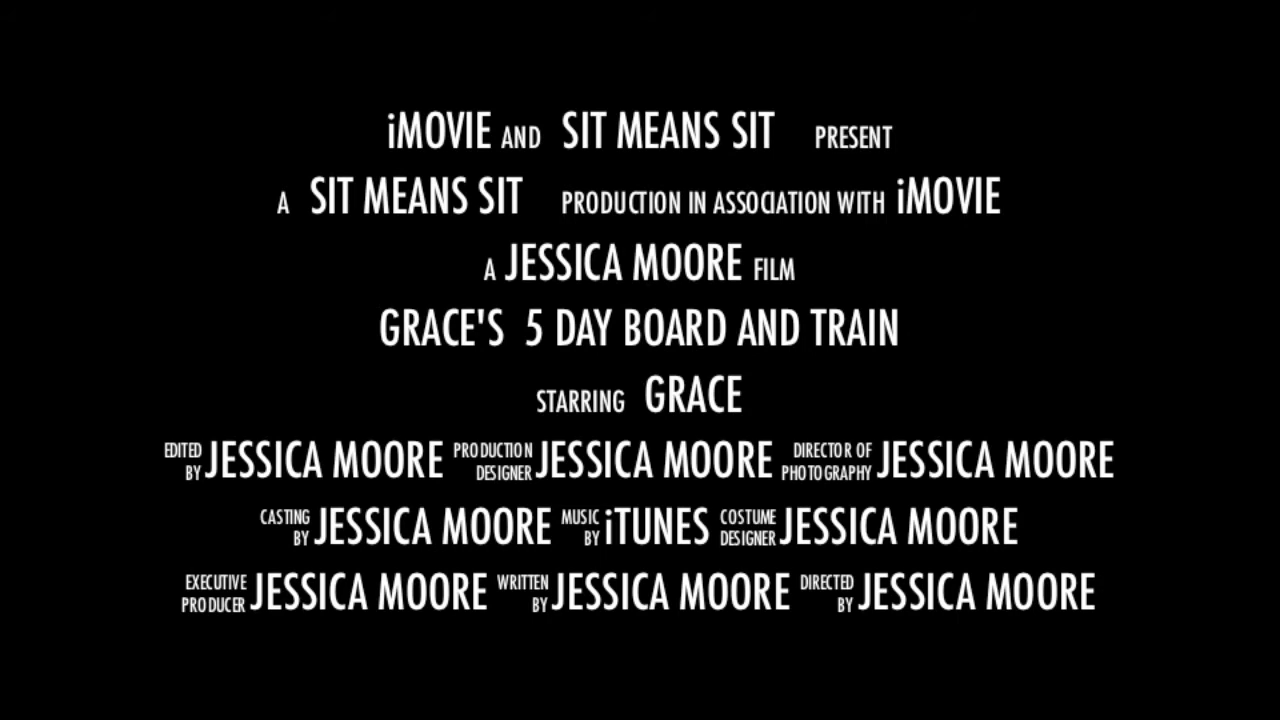 iMOVIE AND SIT MEANS SIT PRESENT
A SIT MEANS SIT PRODUCTION IN ASSOCIATION WITH iMOVIE
A JESSICA MOORE FILM
GRACE'S 5 DAY BOARD AND TRAIN
STARRING GRACE
EDITED BY JESSICA MOORE PRODUCTION DESIGNER JESSICA MOORE DIRECTOR OF PHOTOGRAPHY JESSICA MOORE
CASTING BY JESSICA MOORE MUSIC BY iTUNES COSTUME DESIGNER JESSICA MOORE
EXECUTIVE PRODUCER JESSICA MOORE WRITTEN BY JESSICA MOORE DIRECTED BY JESSICA MOORE